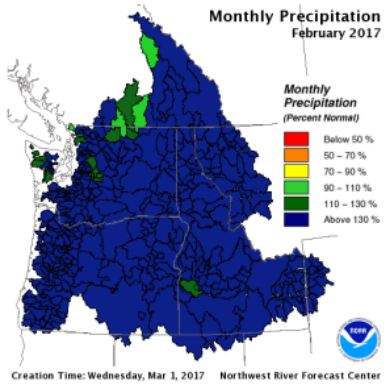 Monthly Precipitation
February 2017
Monthly
Precipitation
(Percent Normal)
Below 50 %
50 - 70 %
70 - 90 %
90 - 110 %
110 - 130 %
Above 130 %
NOAA
Creation Time: Wednesday, Mar 1, 2017 Northwest River Forecast Center